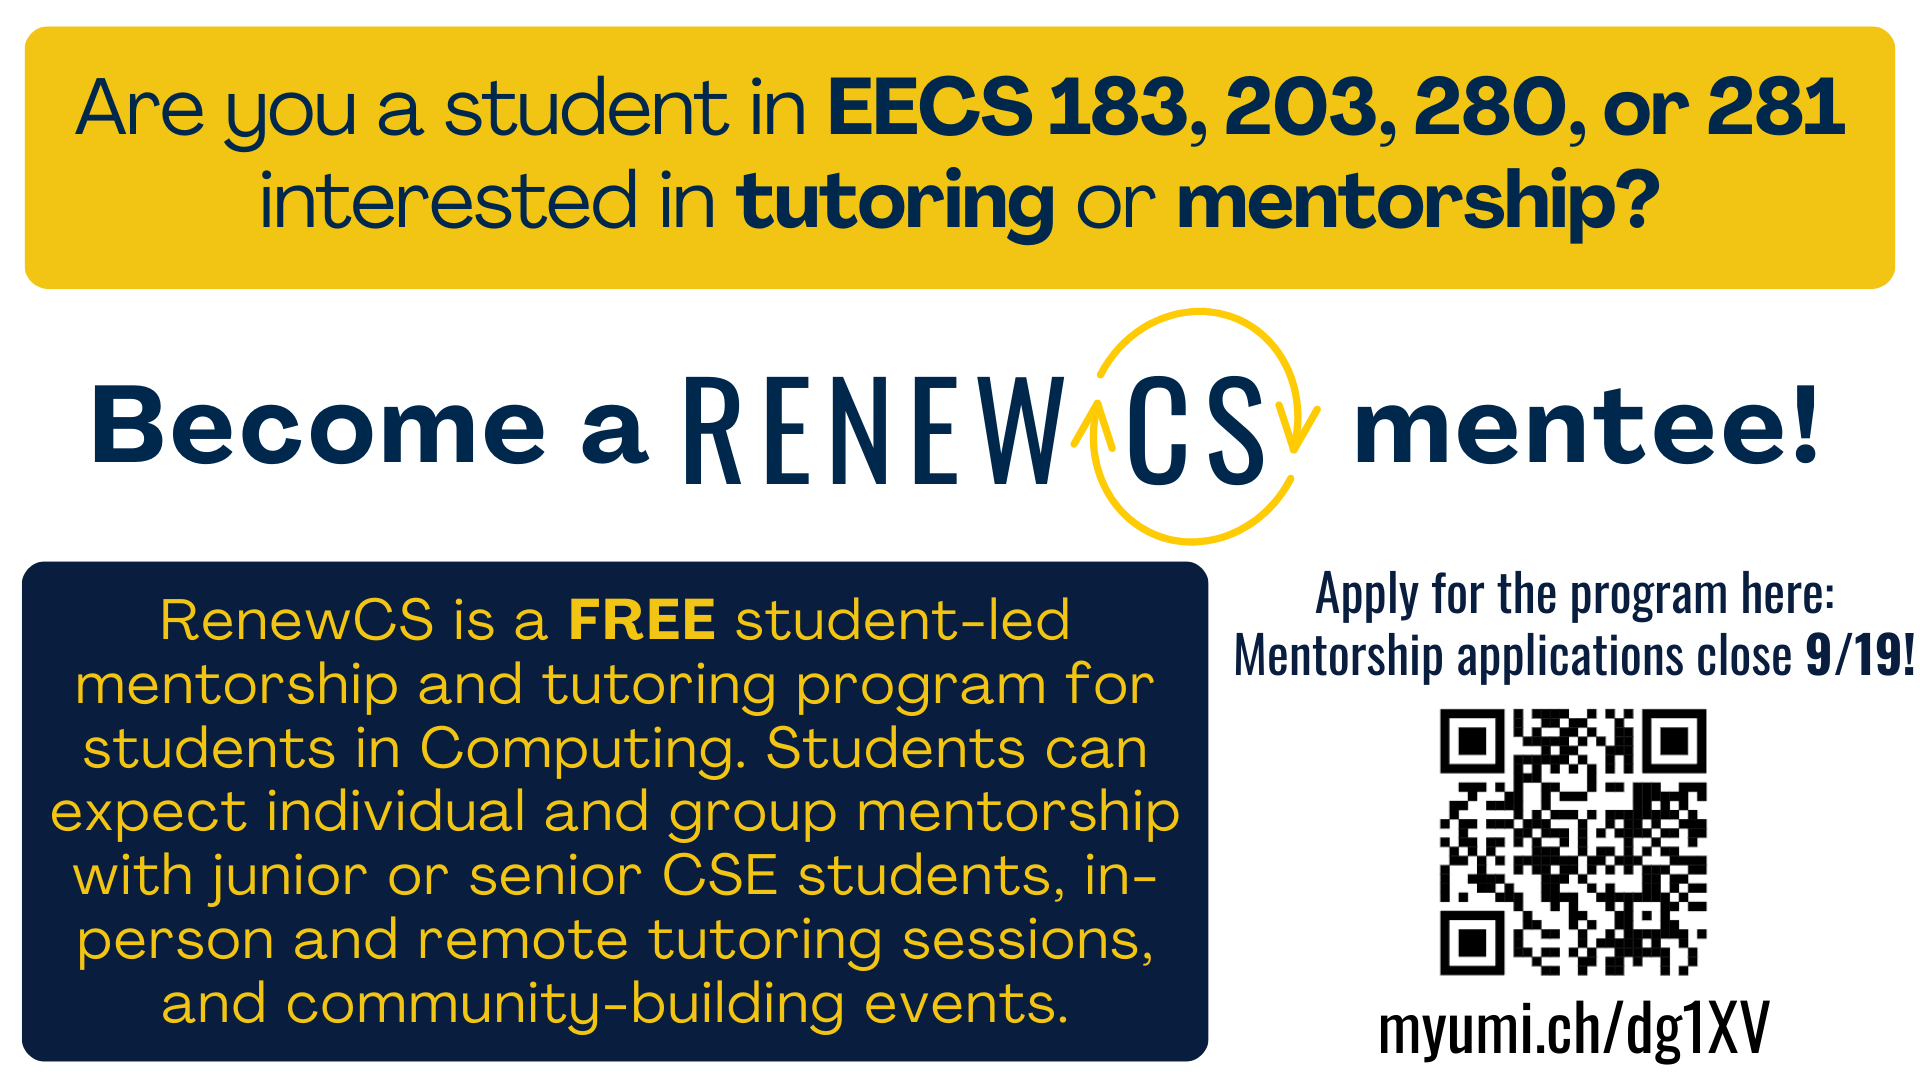 Are you a student in EECS 183, 203, 280, or 281
interested in tutoring or mentorship?
Become a RENEW CS mentee!
RenewCS is a FREE student-led
mentorship and tutoring program for
students in Computing. Students can
expect individual and group mentorship
with junior or senior CSE students, in-
person and remote tutoring sessions,
and community-building events.
Apply for the program here:
Mentorship applications close 9/19!
myumi.ch/dg1XV